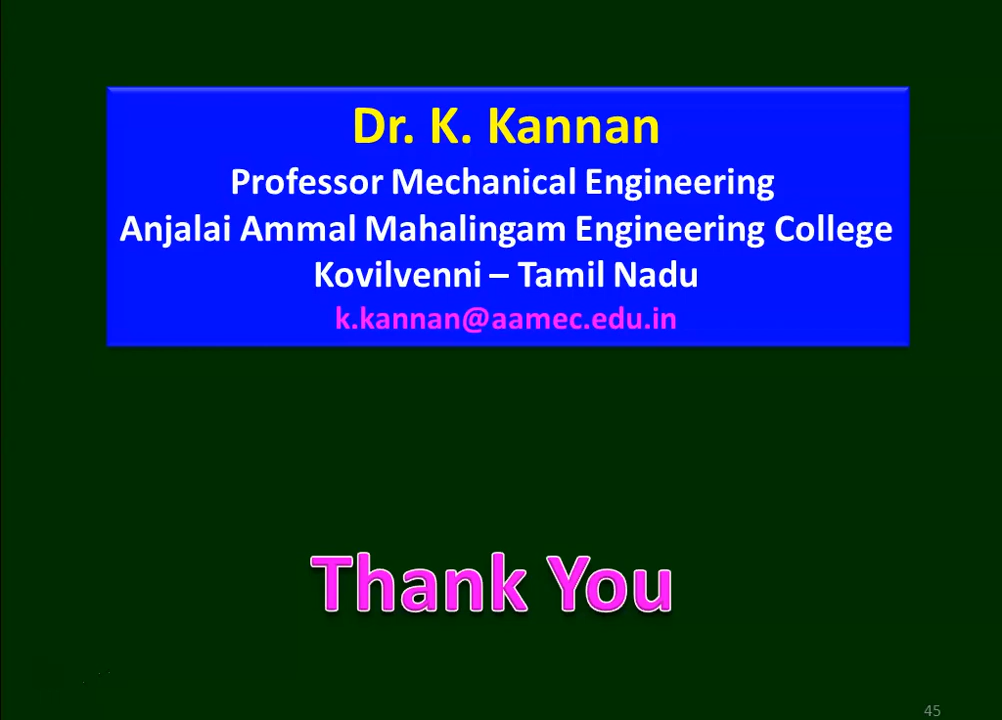 Dr. K. Kannan
Professor Mechanical Engineering
Anjalai Ammal Mahalingam Engineering College
Kovilvenni – Tamil Nadu
k.kannan@aamec.edu.in
Thank You
45